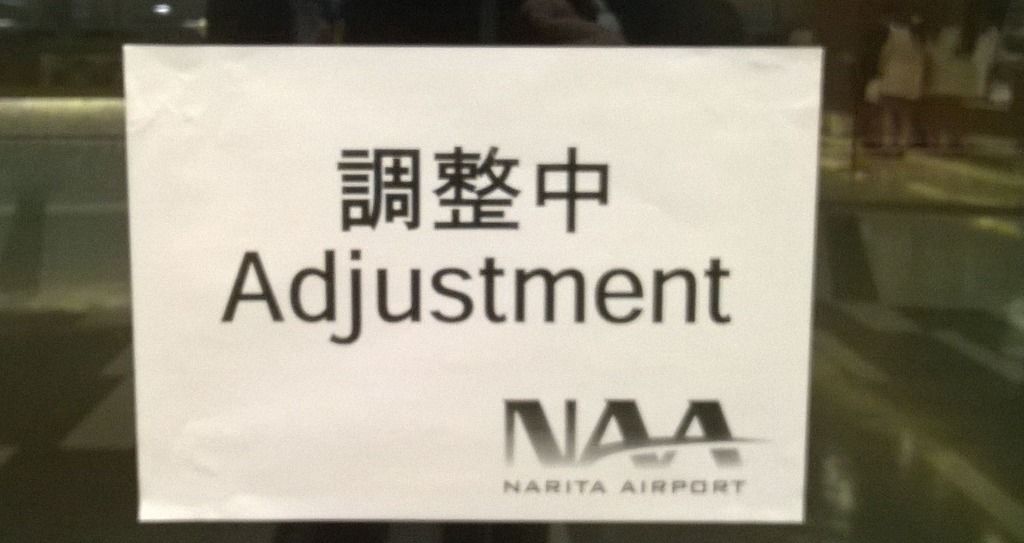 調整中
Adjustment
NAA
NARITA AIRPORT